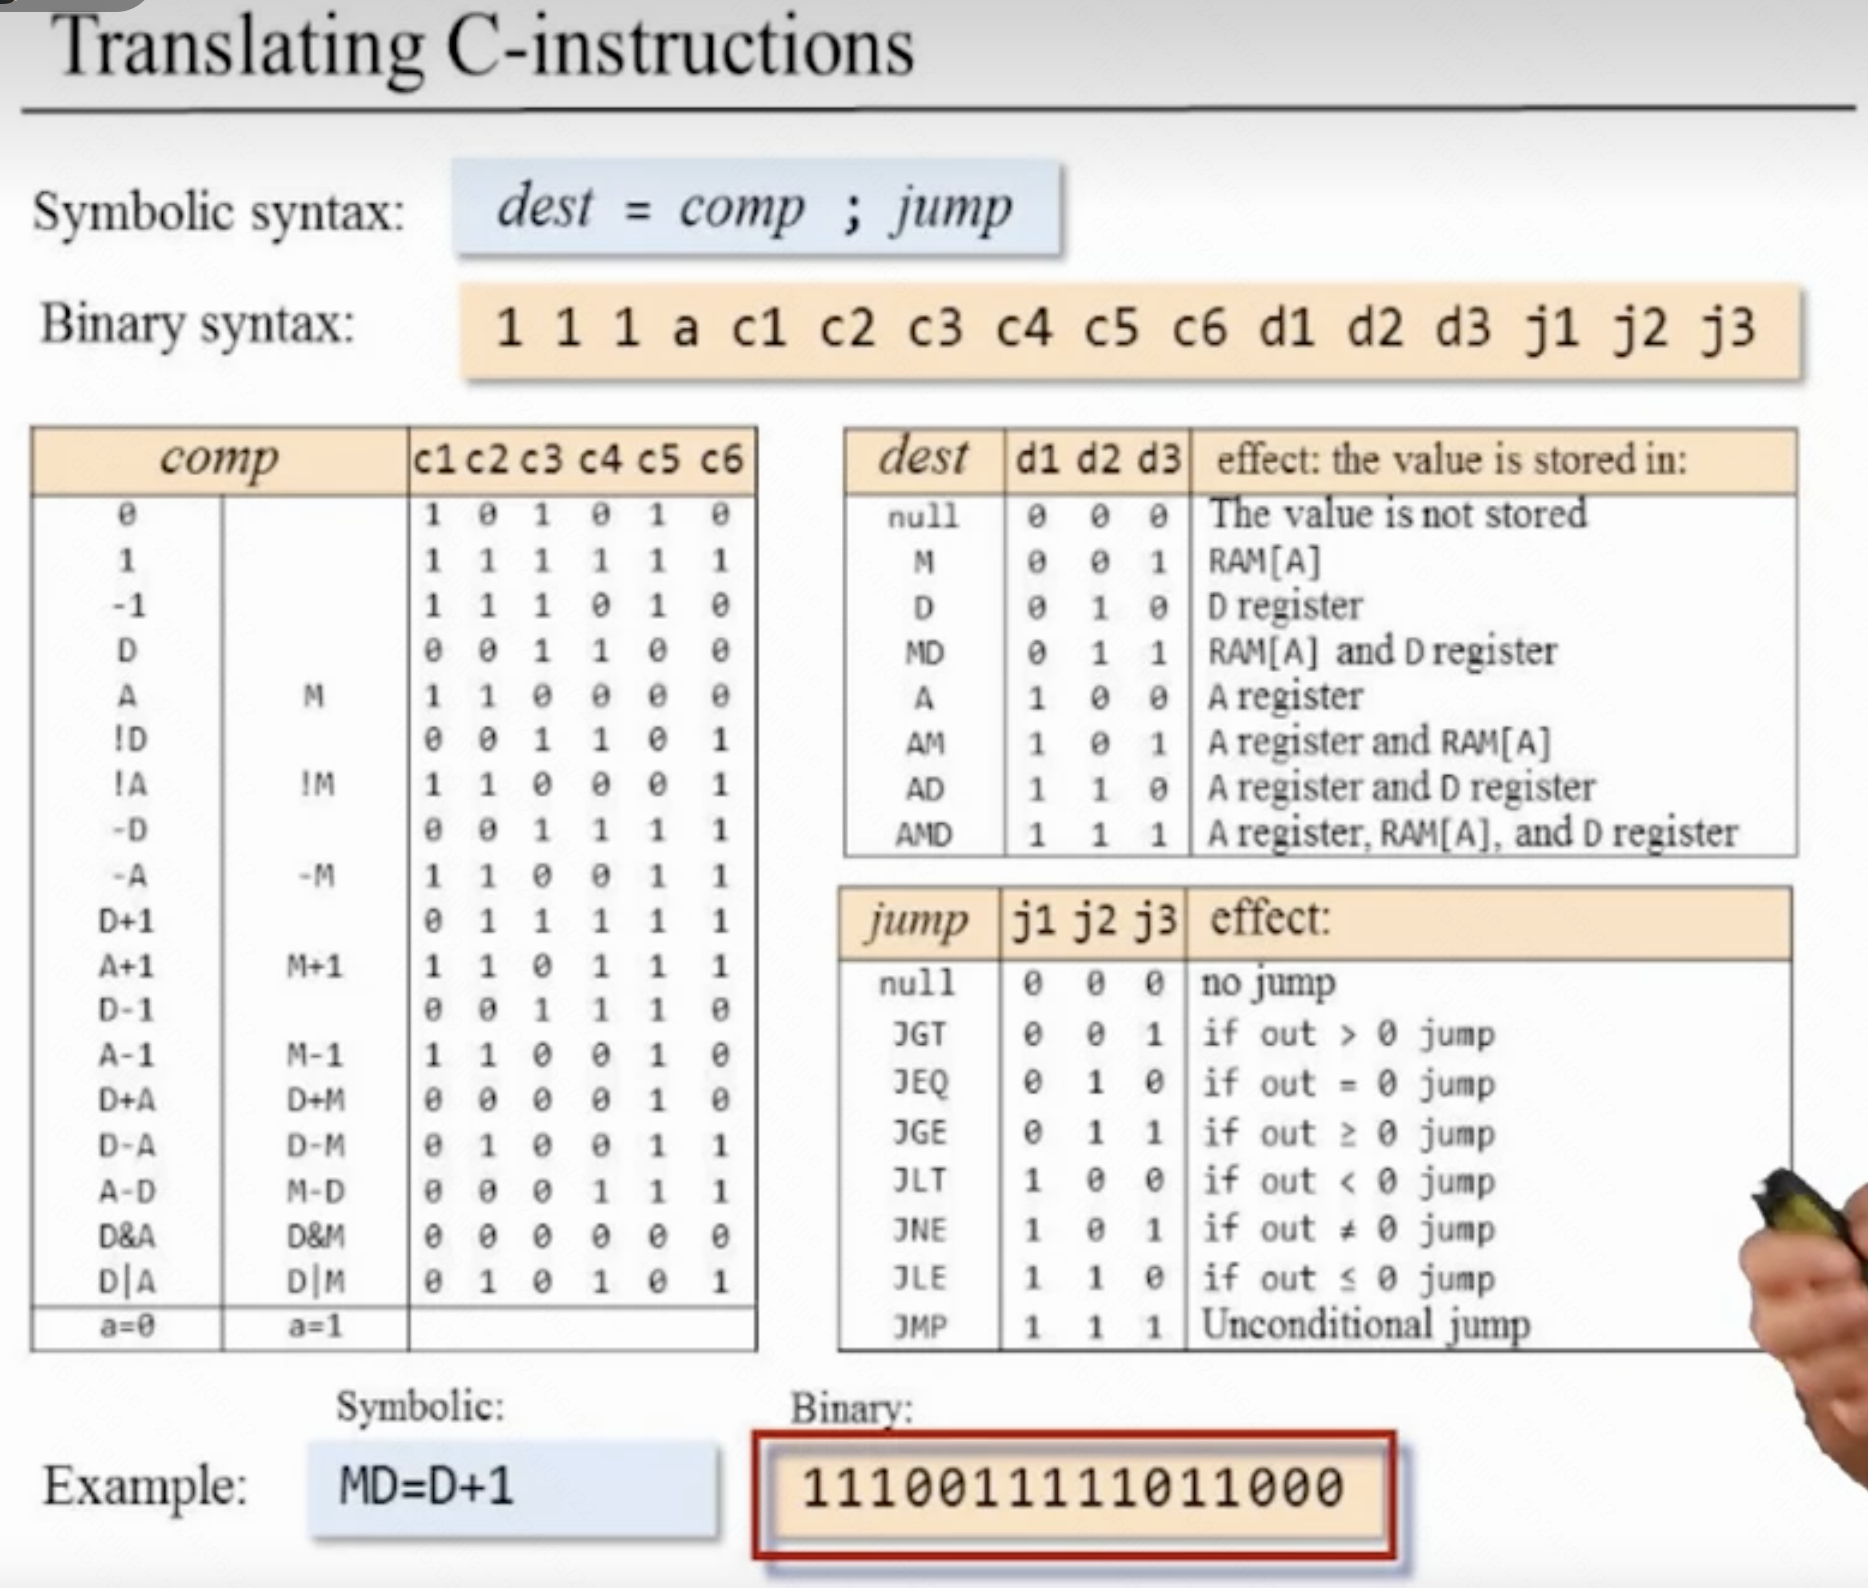 Translating C-instructions
Symbolic syntax: dest = comp ; jump
Binary syntax: 1 1 1 a c1 c2 c3 c4 c5 c6 d1 d2 d3 j1 j2 j3
comp c1 c2 c3 c4 c5 c6
0 1 0 1 0 1 0
1 1 1 1 1 1 1
-1 1 1 1 0 1 0
D 0 0 1 1 0 0
A M 1 1 0 0 0 0
!D 0 0 1 1 0 1
!A !M 1 1 0 0 0 1
-D 0 0 1 1 1 1
-A -M 1 1 0 0 1 1
D+1 0 1 1 1 1 1
A+1 M+1 1 1 0 1 1 1
D-1 0 0 1 1 1 0
A-1 M-1 1 1 0 0 1 0
D+A D+M 0 0 0 0 1 0
D-A D-M 0 1 0 0 1 1
A-D M-D 0 0 0 1 1 1
D&A D&M 0 0 0 0 0 0
D|A D|M 0 1 0 1 0 1
a=0 a=1
dest d1 d2 d3 effect: the value is stored in:
null 0 0 0 The value is not stored
M 0 0 1 RAM[A]
D 0 1 0 D register
MD 0 1 1 RAM[A] and D register
A 1 0 0 A register
AM 1 0 1 A register and RAM[A]
AD 1 1 0 A register and D register
AMD 1 1 1 A register, RAM[A], and D register
jump j1 j2 j3 effect:
null 0 0 0 no jump
JGT 0 0 1 if out > 0 jump
JEQ 0 1 0 if out = 0 jump
JGE 0 1 1 if out ≥ 0 jump
JLT 1 0 0 if out < 0 jump
JNE 1 0 1 if out ≠ 0 jump
JLE 1 1 0 if out ≤ 0 jump
JMP 1 1 1 Unconditional jump
Symbolic: Binary:
Example: MD=D+1 1110011111011000